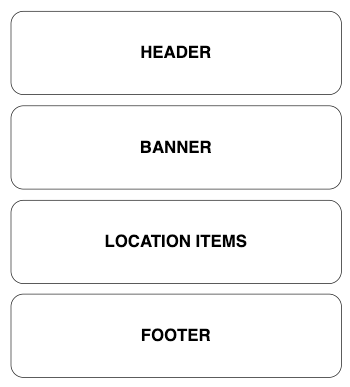 HEADER
BANNER
LOCATION ITEMS
FOOTER